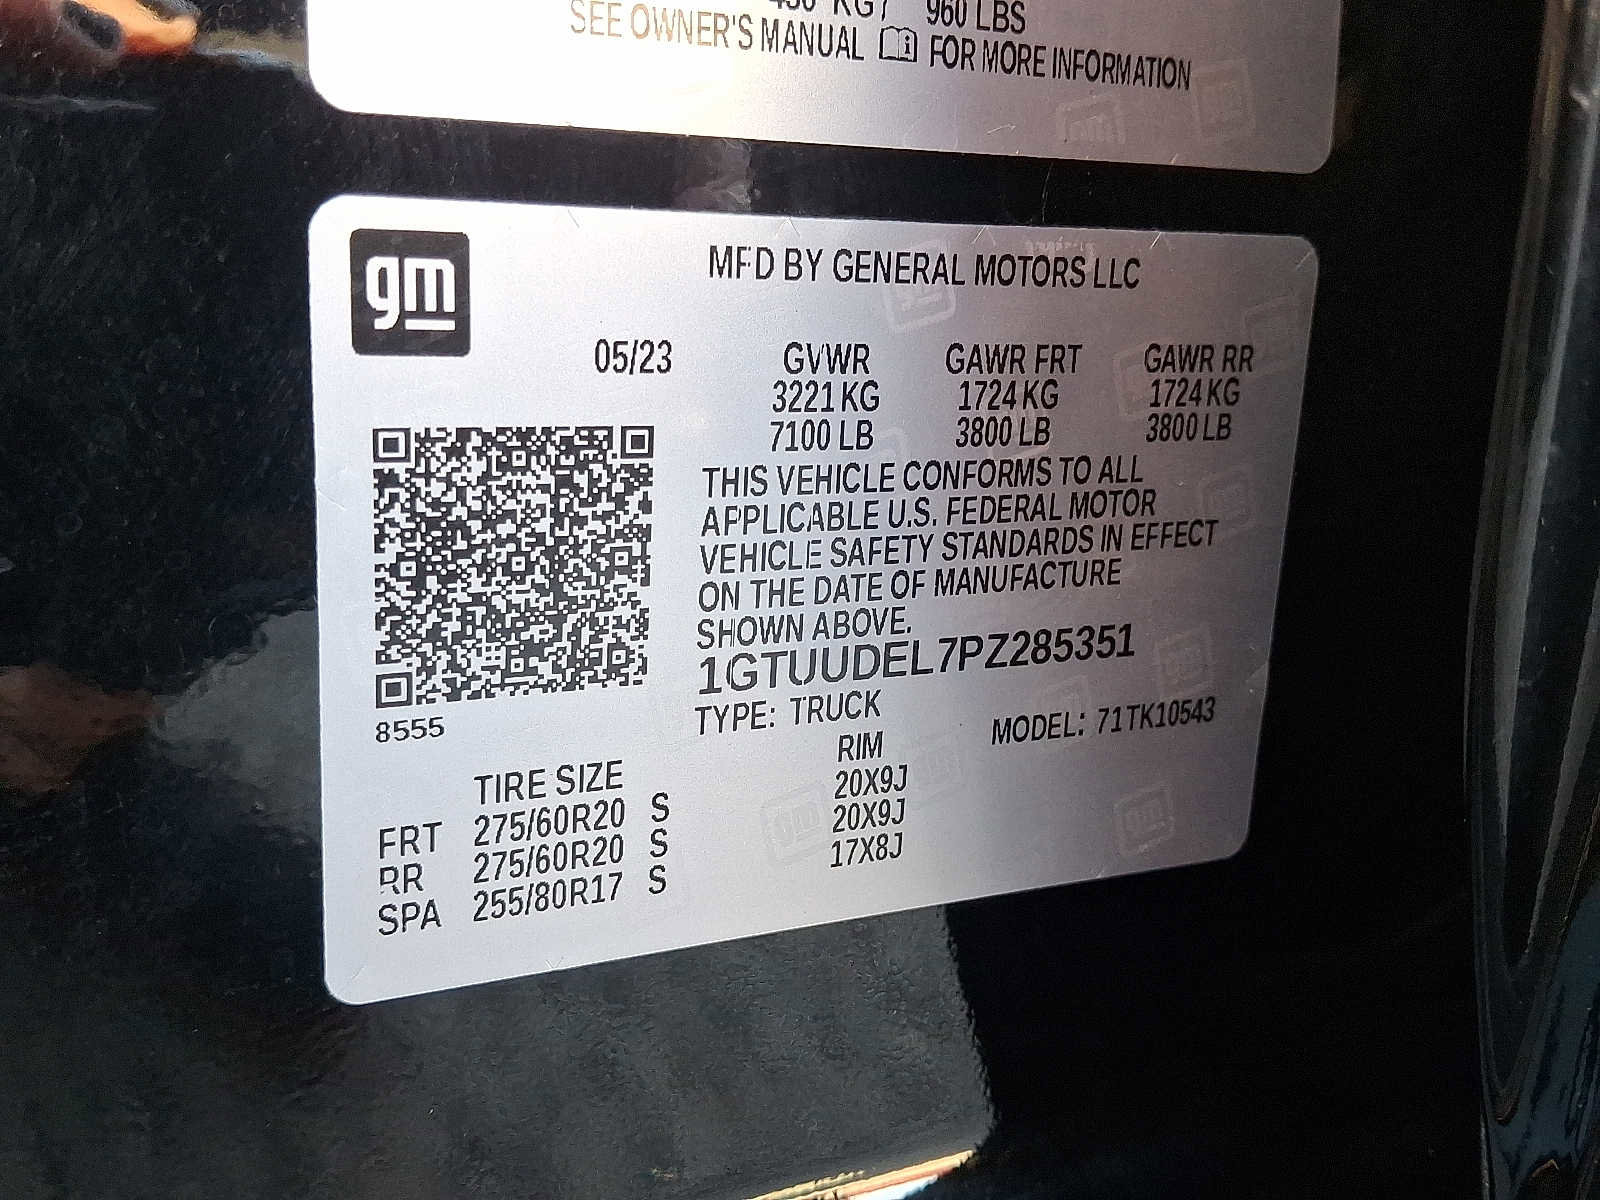 960 LBS
SEE OWNER'S MANUAL FOR MORE INFORMATION
gm
MFD BY GENERAL MOTORS LLC
05/23 GVWR GAWR FRT GAWR RR
3221 KG 1724 KG 1724 KG
7100 LB 3800 LB 3800 LB
THIS VEHICLE CONFORMS TO ALL
APPLICABLE U.S. FEDERAL MOTOR
VEHICLE SAFETY STANDARDS IN EFFECT
ON THE DATE OF MANUFACTURE
SHOWN ABOVE.
1GTUUDEL7PZ285351
8555
TYPE: TRUCK MODEL: 71TK10543
TIRE SIZE RIM
FRT 275/60R20 S 20X9J
RR 275/60R20 S 20X9J
SPA 255/80R17 S 17X8J